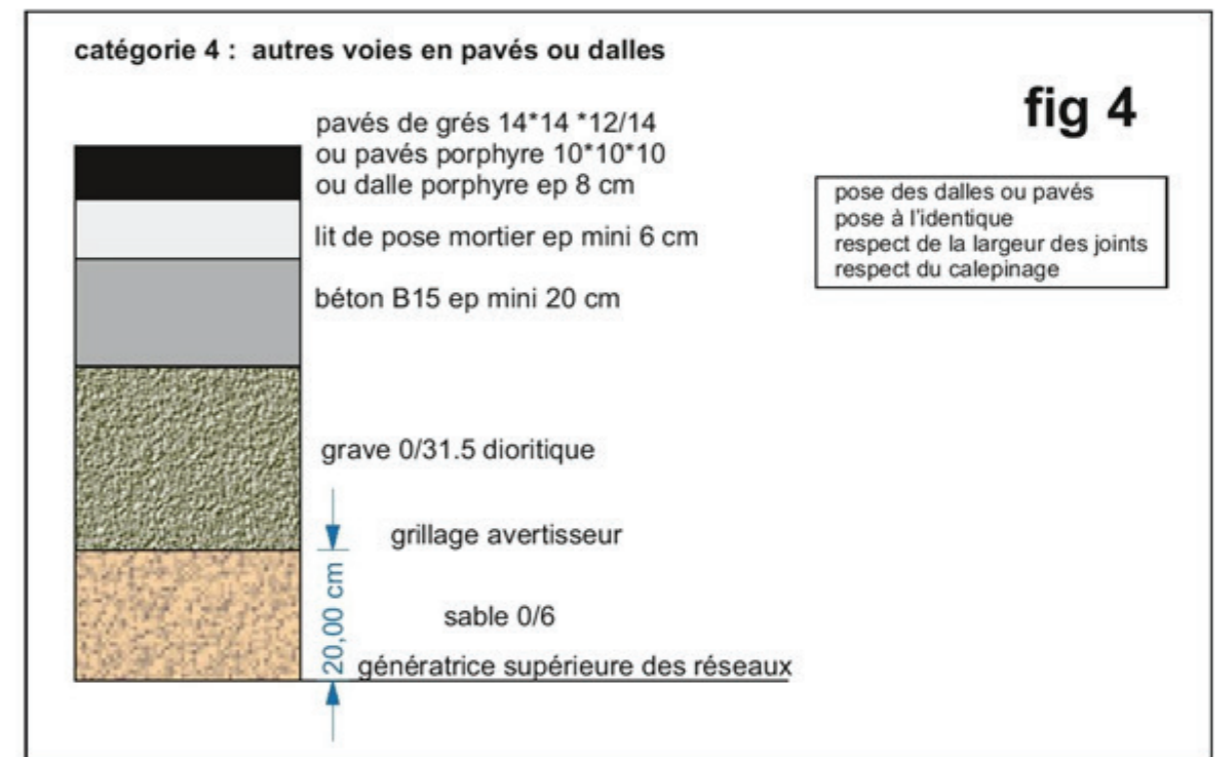 catégorie 4 : autres voies en pavés ou dalles
fig 4
pavés de grés 14*14 *12/14
ou pavés porphyre 10*10*10
ou dalle porphyre ep 8 cm
pose des dalles ou pavés
pose à l'identique
respect de la largeur des joints
respect du calepinage
lit de pose mortier ep mini 6 cm
béton B15 ep mini 20 cm
grave 0/31.5 dioritique
grillage avertisseur
20,00 cm
sable 0/6
génératrice supérieure des réseaux